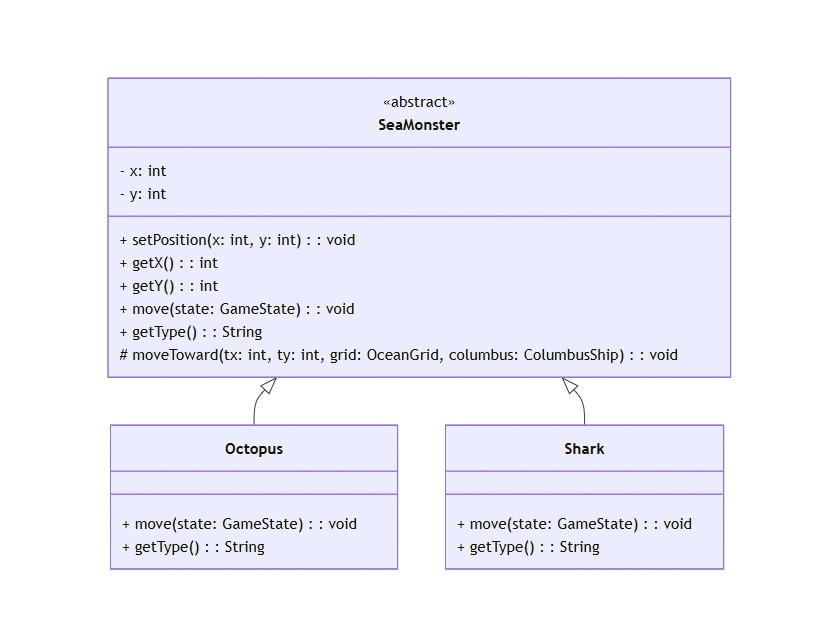 «abstract»
SeaMonster
- x: int
- y: int
+ setPosition(x: int, y: int) : : void
+ getX() : : int
+ getY() : : int
+ move(state: GameState) : : void
+ getType() : : String
# moveToward(tx: int, ty: int, grid: OceanGrid, columbus: ColumbusShip) : : void
Octopus
+ move(state: GameState) : : void
+ getType() : : String
Shark
+ move(state: GameState) : : void
+ getType() : : String